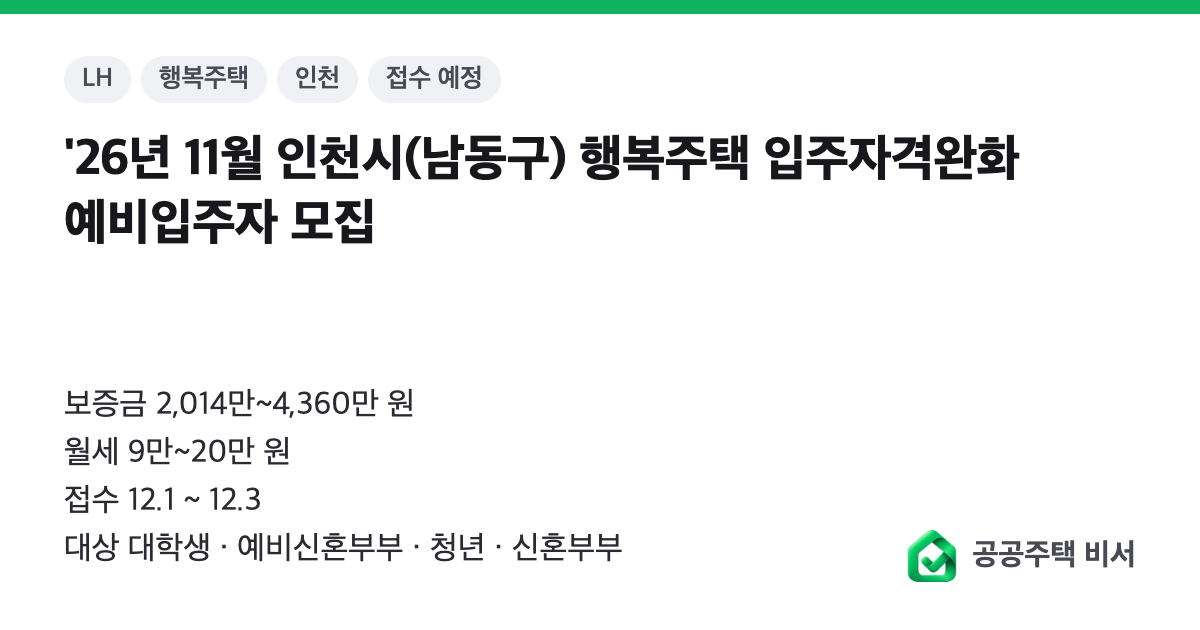 LH 행복주택 인천 접수 예정
'26년 11월 인천시(남동구) 행복주택 입주자격완화
예비입주자 모집
보증금 2,014만~4,360만 원
월세 9만~20만 원
접수 12.1 ~ 12.3
대상 대학생 · 예비신혼부부 · 청년 · 신혼부부
공공주택 비서